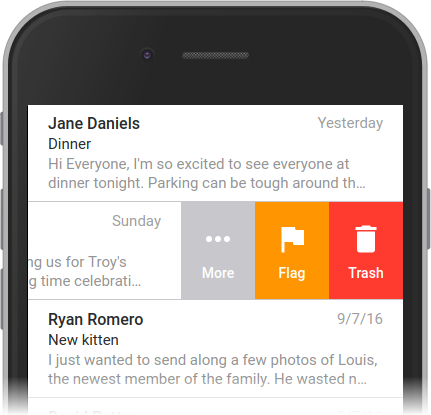 Jane Daniels Yesterday
Dinner
Hi Everyone, I'm so excited to see everyone at
dinner tonight. Parking can be tough around th…
Sunday
ng us for Troy's
g time celebrati…
More Flag Trash
Ryan Romero 9/7/16
New kitten
I just wanted to send along a few photos of Louis,
the newest member of the family. He wasted n…